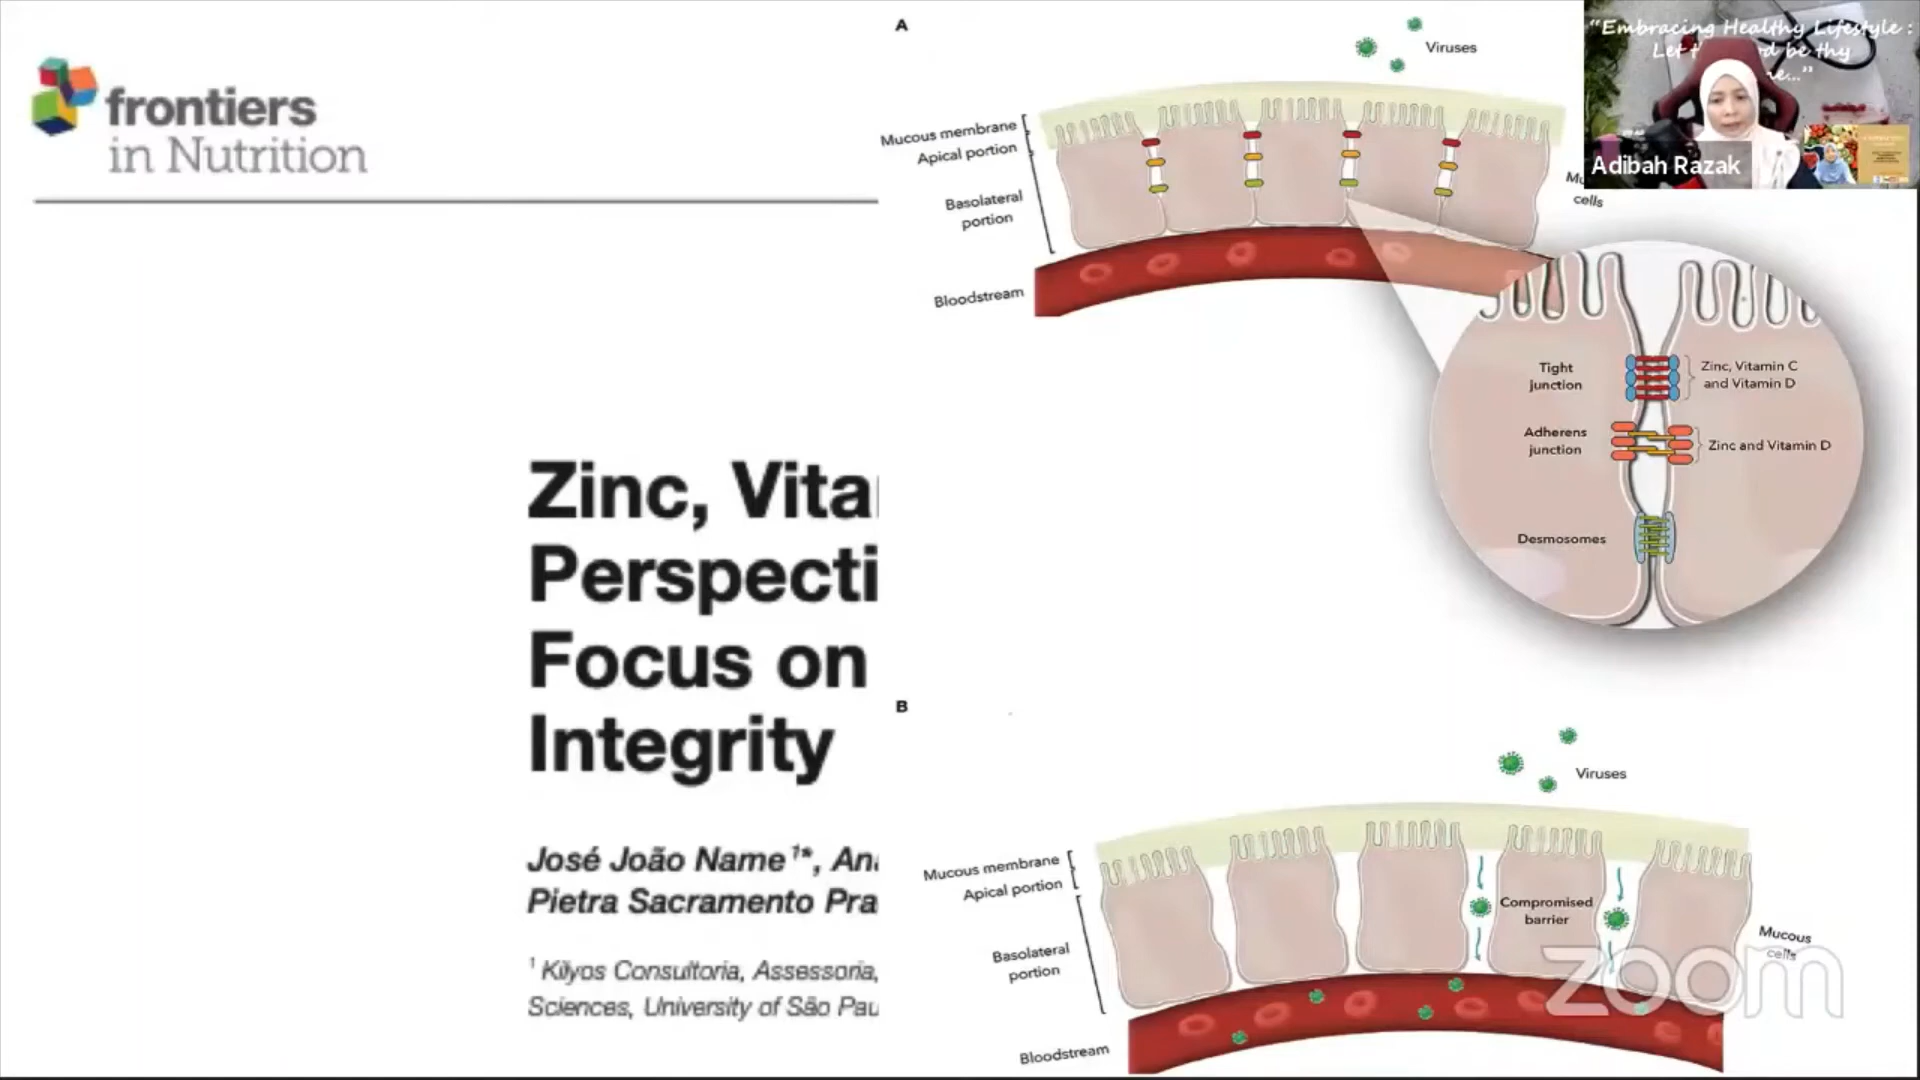 frontiers
in Nutrition
Zinc, Vita
Perspecti
Focus on
Integrity
José João Name 1*, Ana
Pietra Sacramento Pra
1 Kilyos Consultoria, Assessoria,
Sciences, University of São Pau
A
Viruses
Mucous membrane
Apical portion
Basolateral
portion
Bloodstream
cells
Tight
junction
Zinc, Vitamin C
and Vitamin D
Adherens
junction
Zinc and Vitamin D
Desmosomes
B
Viruses
Mucous membrane
Apical portion
Basolateral
portion
Bloodstream
Compromised
barrier
Mucous
cells
zoom
"Embracing Healthy Lifestyle :
be thy
Adibah Razak